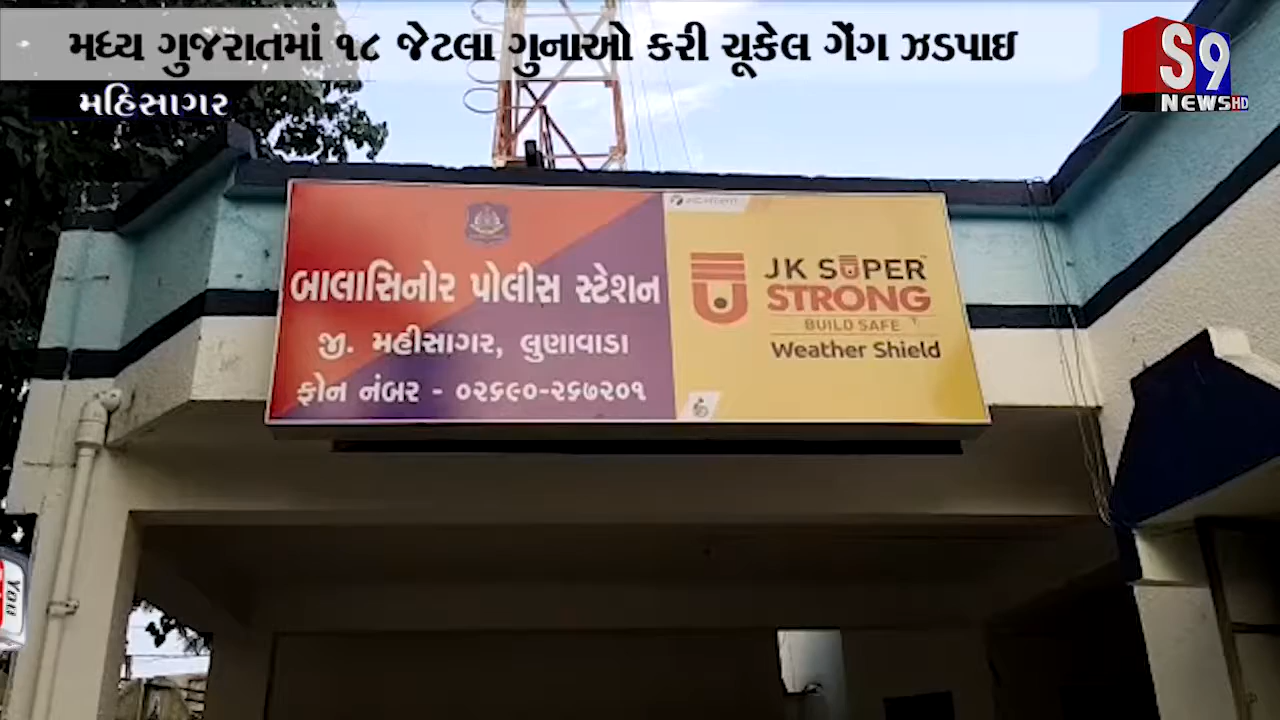 મધ્ય ગુજરાતમાં ૧૮ જેટલા ગુનાઓ કરી ચૂકેલ ગેંગ ઝડપાઇ
S9
NEWS HD
મહિસાગર
બાલાસિનોર પોલીસ સ્ટેશન
જી. મહીસાગર, લુણાવાડા
ફોન નંબર - ૦૨૬૯૦-૨૬૭૨૦૧
JK SUPER
STRONG
BUILD SAFE
Weather Shield
You